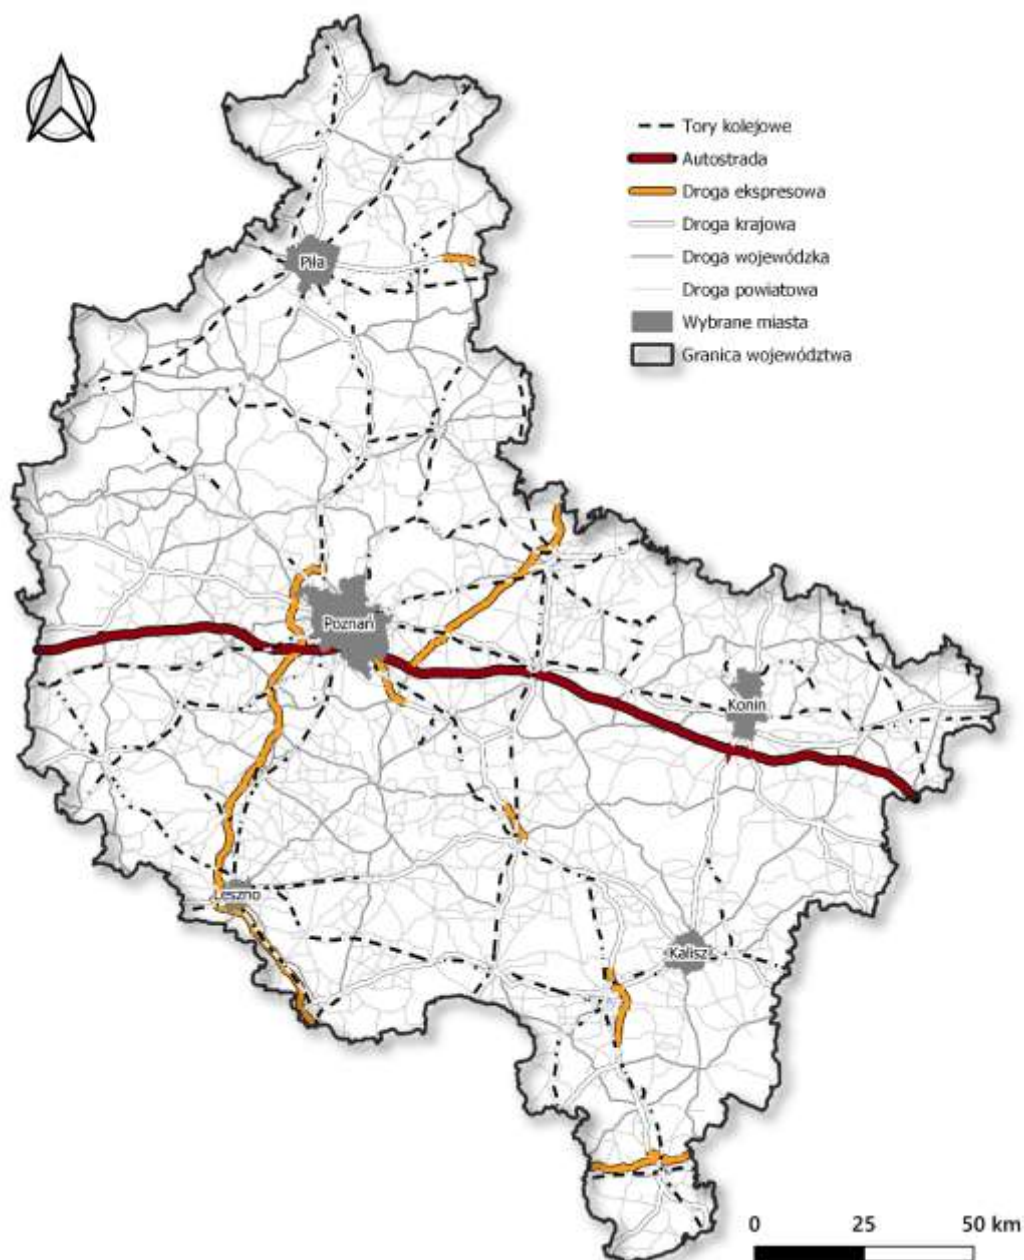 Tory kolejowe
Autostrada
Droga ekspresowa
Droga krajowa
Droga wojewódzka
Droga powiatowa
Wybrane miasta
Granica województwa
Piła
Poznań
Konin
Leszno
Kalisz
0 25 50 km